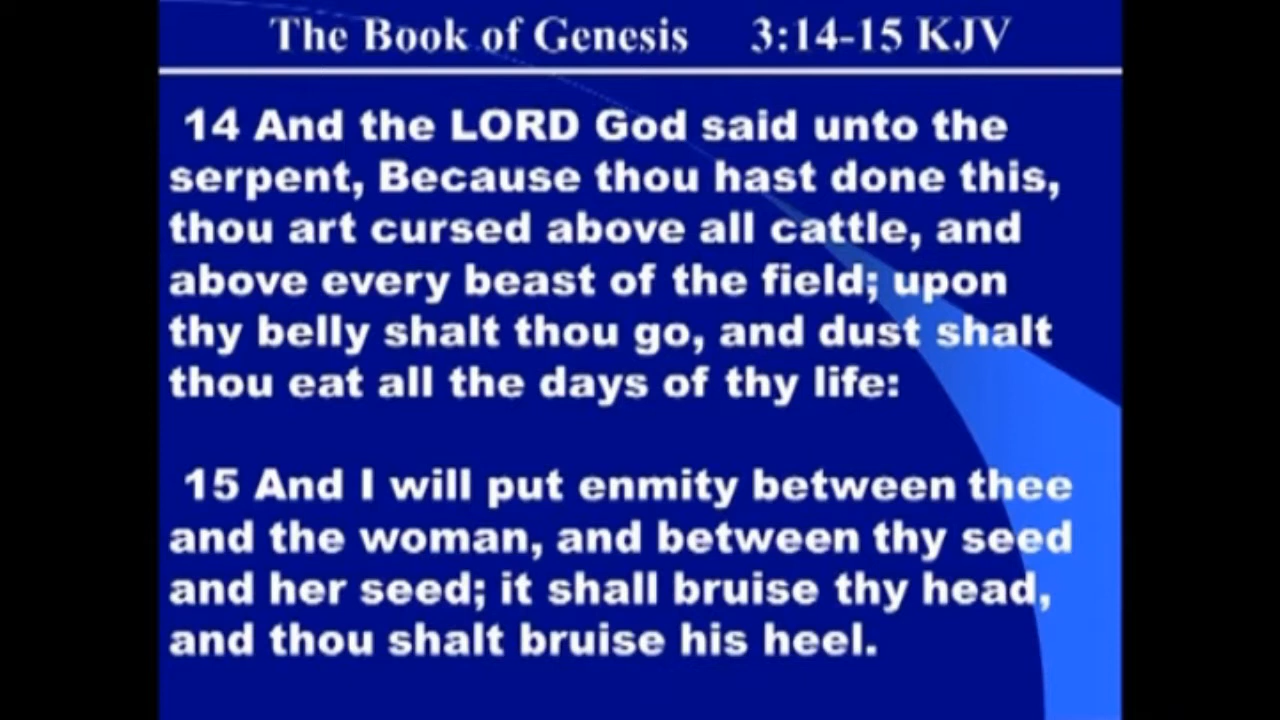 The Book of Genesis 3:14-15 KJV
14 And the LORD God said unto the
serpent, Because thou hast done this,
thou art cursed above all cattle, and
above every beast of the field; upon
thy belly shalt thou go, and dust shalt
thou eat all the days of thy life:
15 And I will put enmity between thee
and the woman, and between thy seed
and her seed; it shall bruise thy head,
and thou shalt bruise his heel.